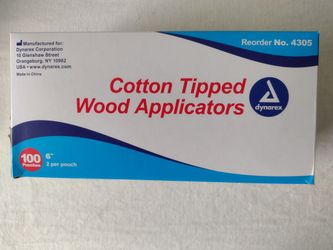 Manufactured for:
Dynarex Corporation
10 Glenshaw Street
Orangeburg, NY 10962
USA • www.dynarex.com
Made in China
Reorder No. 4305
Cotton Tipped
Wood Applicators
dynarex
100
Pouches
6"
2 per pouch